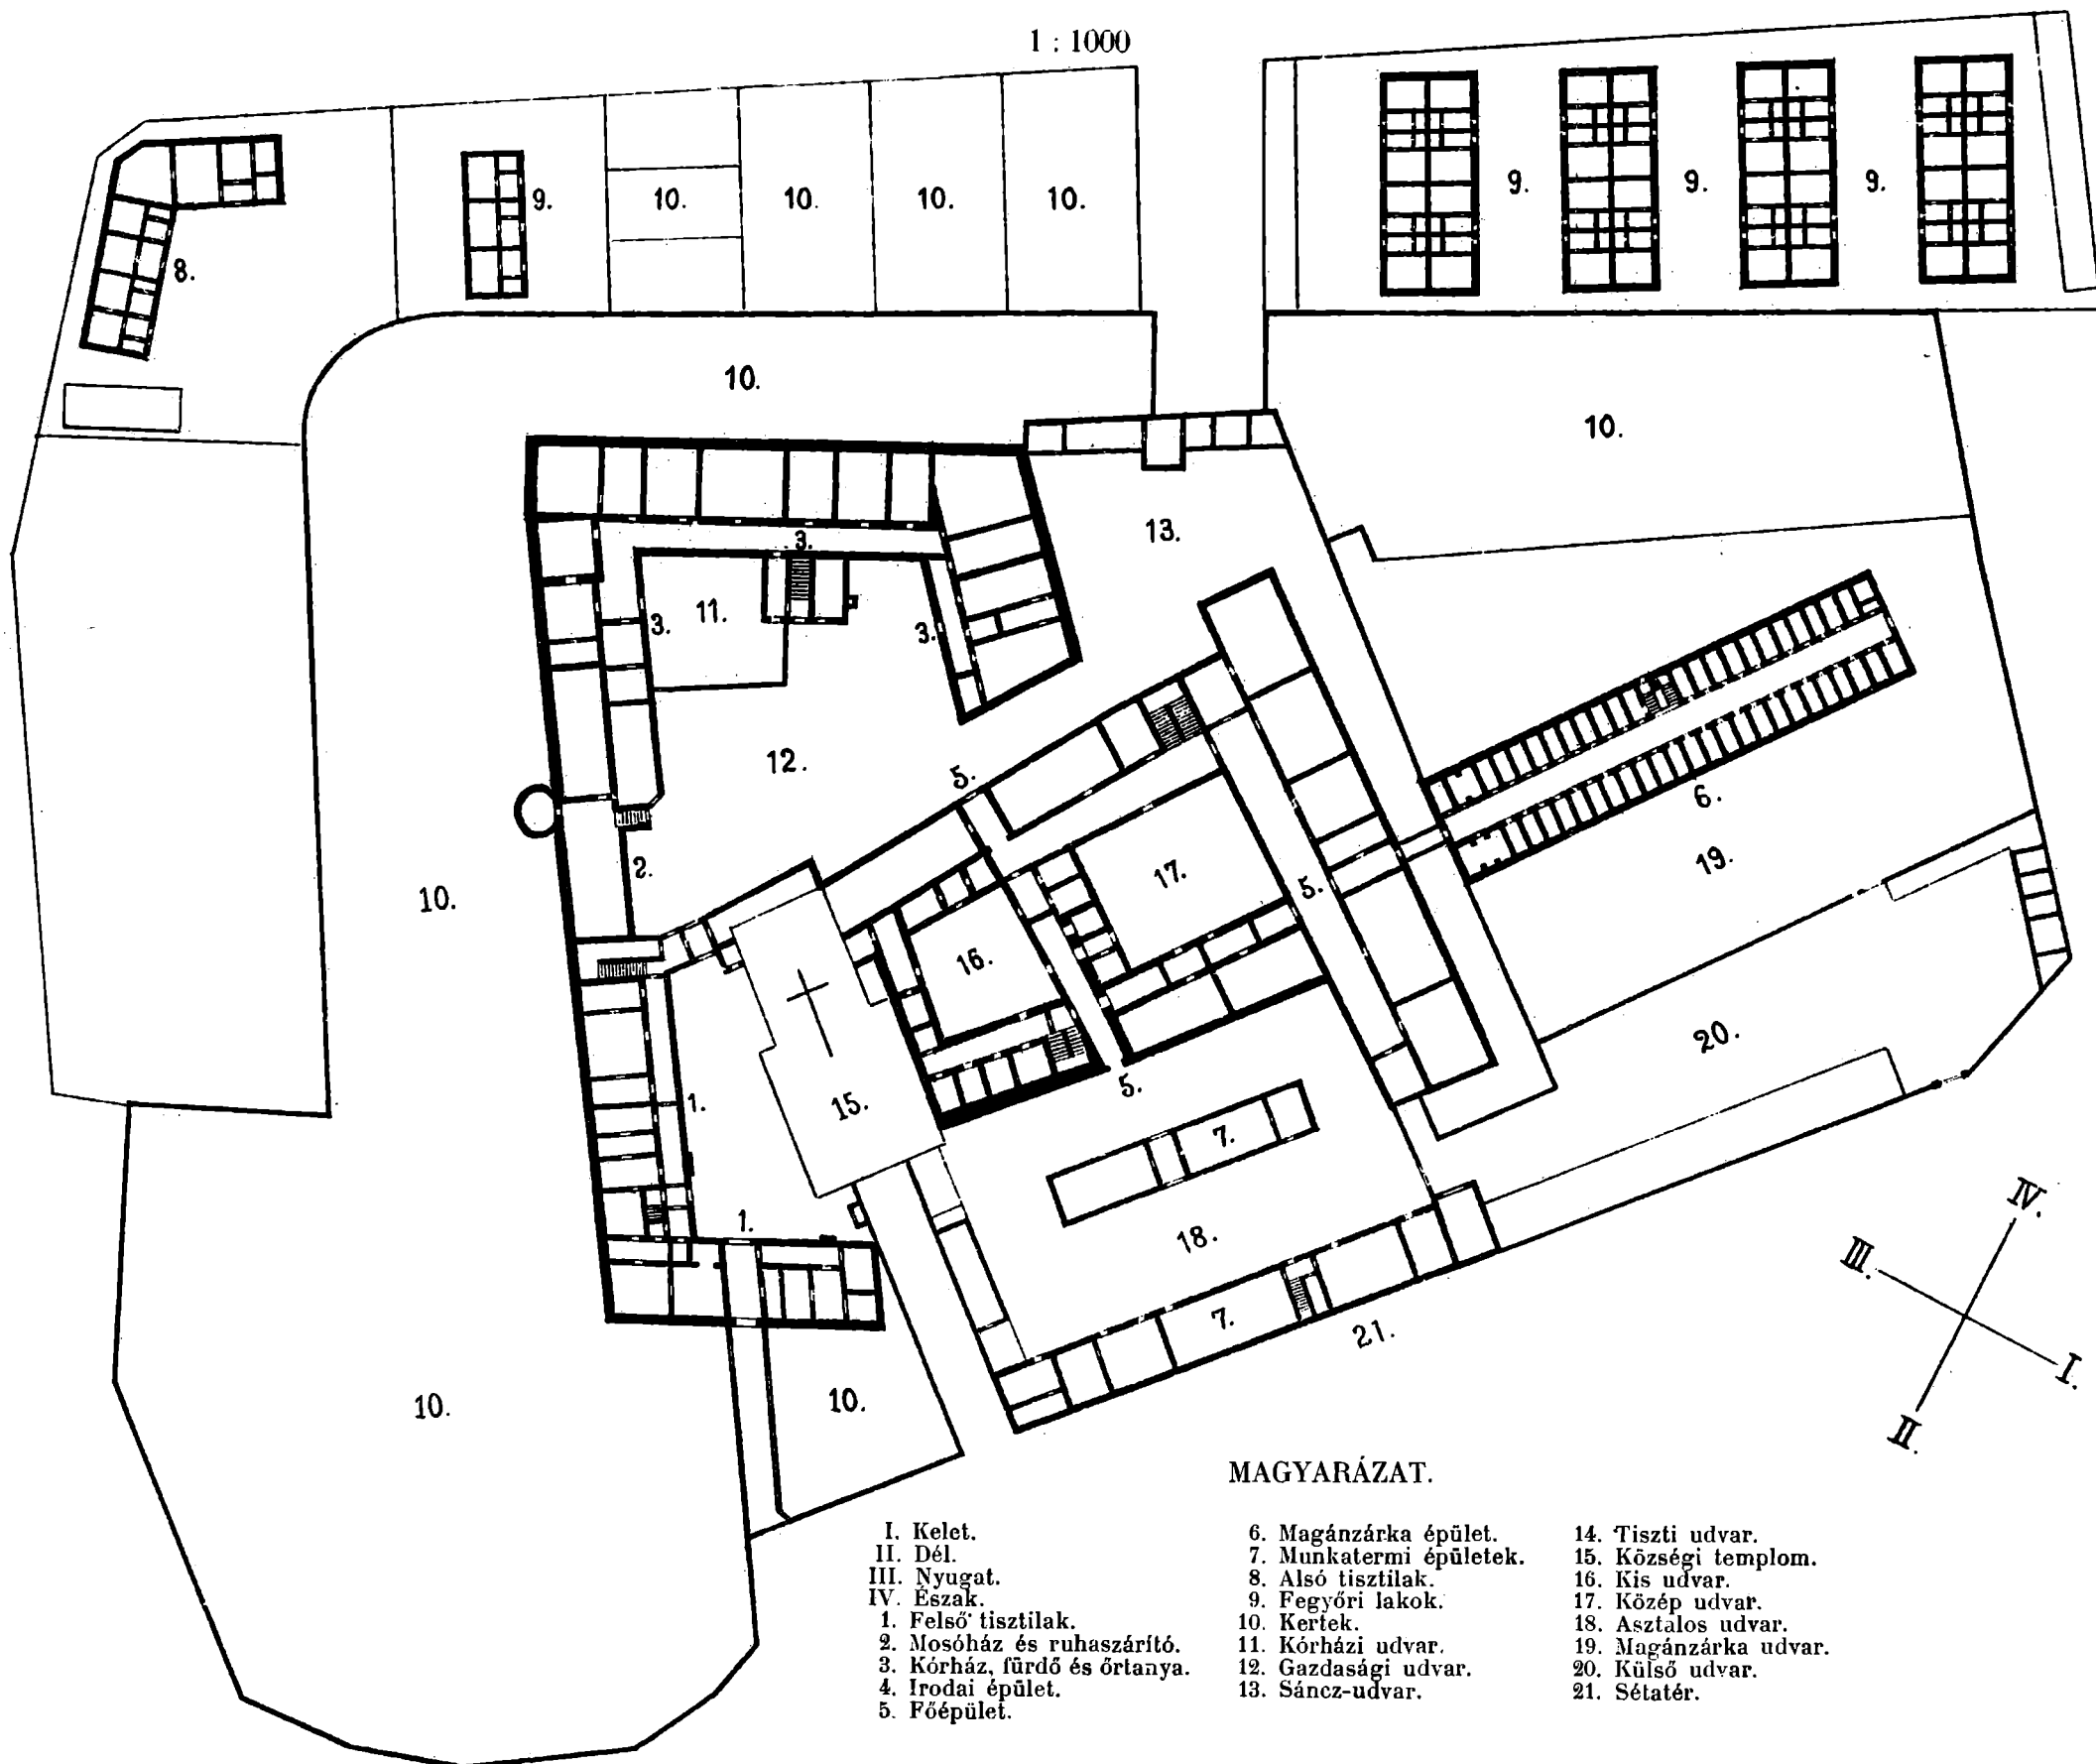 1 : 1000
9.
9.
9.
9.
10.
10.
10.
10.
8.
10.
10.
13.
3.
11.
3.
3.
12.
5.
6.
2.
17.
5.
19.
10.
16.
20.
5.
1.
15.
7.
1.
18.
7.
21.
10.
10.
IV.
III.
I.
II.
MAGYARÁZAT.
I. Kelet.
II. Dél.
III. Nyugat.
IV. Észak.
1. Felső tisztilak.
2. Mosóház és ruhaszárító.
3. Kórház, fürdő és őrtanya.
4. Irodai épület.
5. Főépület.
6. Magánzárka épület.
7. Munkatermi épületek.
8. Alsó tisztilak.
9. Fegyőri lakok.
10. Kertek.
11. Kórházi udvar.
12. Gazdasági udvar.
13. Sáncz-udvar.
14. Tiszti udvar.
15. Községi templom.
16. Kis udvar.
17. Közép udvar.
18. Asztalos udvar.
19. Magánzárka udvar.
20. Külső udvar.
21. Sétatér.